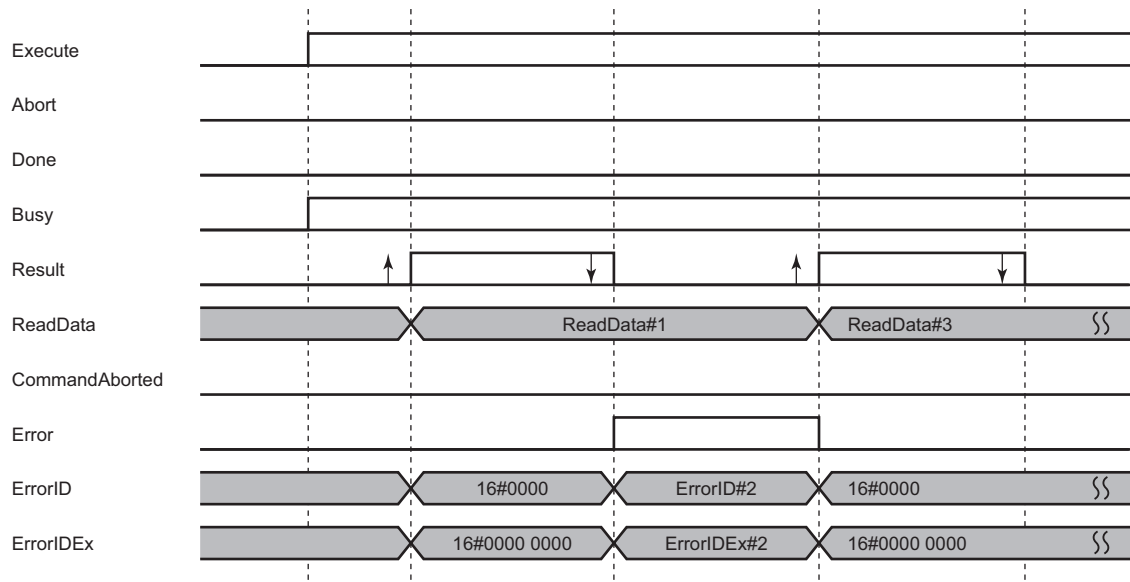 Execute
Abort
Done
Busy
Result
ReadData ReadData#1 ReadData#3
CommandAborted
Error
ErrorID 16#0000 ErrorID#2 16#0000
ErrorIDEx 16#0000 0000 ErrorIDEx#2 16#0000 0000